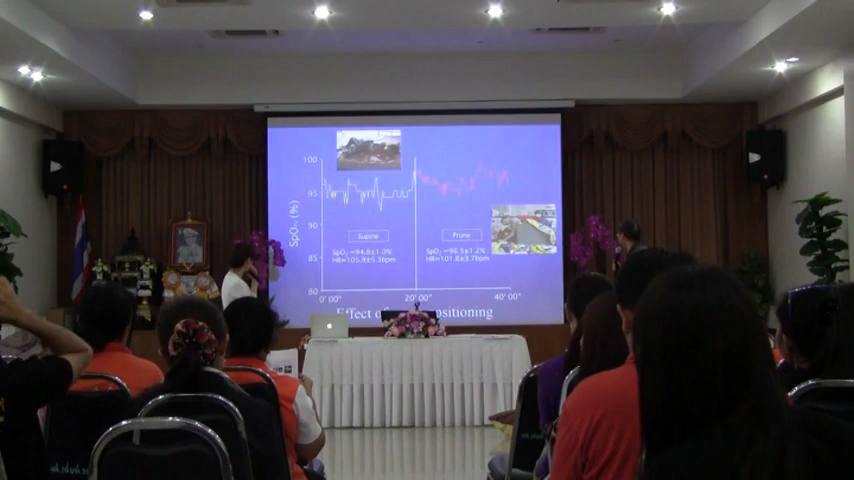 100
95
90
85
80
SpO₂ (%)
Supine
SpO₂ =94.8±1.0%
HR=105.9±5.3bpm
Prone
SpO₂ =96.5±1.2%
HR=101.8±3.7bpm
0' 00"
20' 00"
40' 00"
Effect of